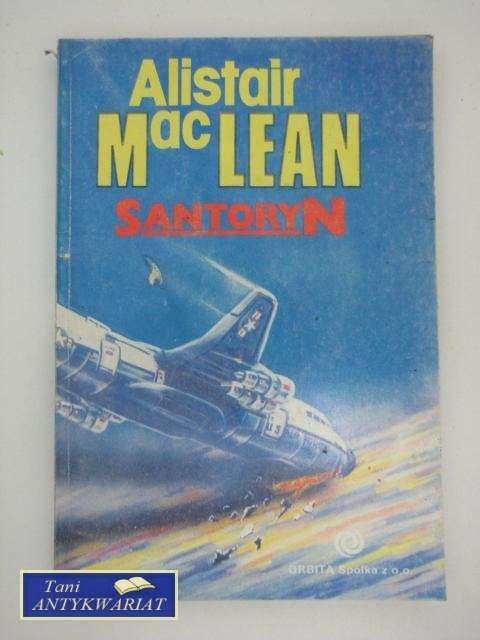 Alistair
MacLEAN
SANTORYN
U S
ORBITA Spółka z o.o.
Tani
ANTYKWARIAT